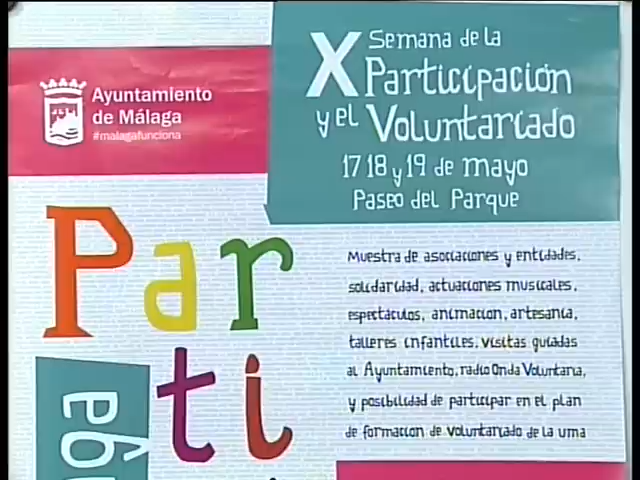 X Semana de la
Participación
y el Voluntariado
17 18 y 19 de mayo
Paseo del Parque
Ayuntamiento
de Málaga
#malagafunciona
Par
ti
Muestra de asociaciones y entidades,
solidaridad, actuaciones musicales,
espectáculos, animación, artesanía,
talleres infantiles, visitas guiadas
al Ayuntamiento, radio Onda Voluntaria,
y posibilidad de participar en el plan
de formación de voluntariado de la uma